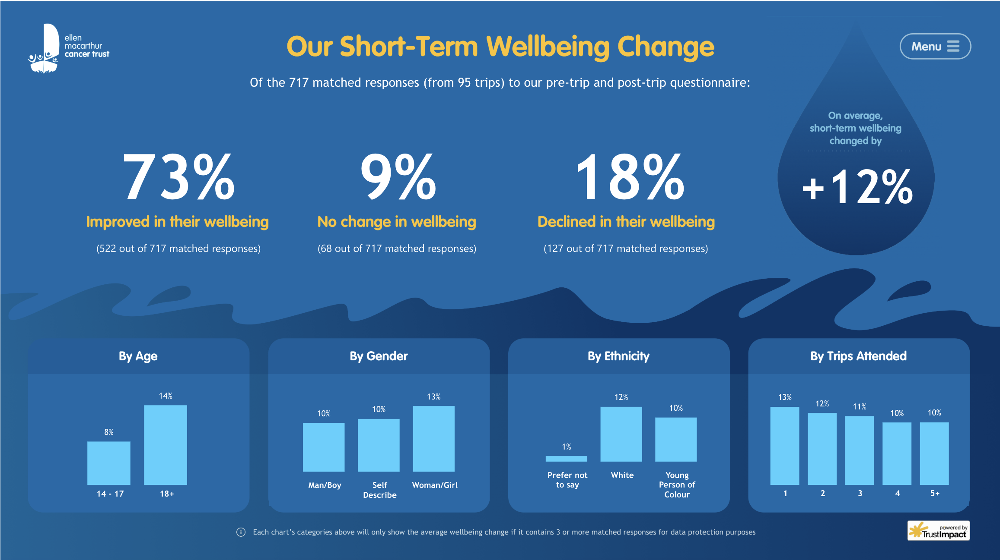 ellen
macarthur
cancer trust
Our Short-Term Wellbeing Change
Menu
Of the 717 matched responses (from 95 trips) to our pre-trip and post-trip questionnaire:
On average,
short-term wellbeing
changed by
+12%
73%
Improved in their wellbeing
(522 out of 717 matched responses)
9%
No change in wellbeing
(68 out of 717 matched responses)
18%
Declined in their wellbeing
(127 out of 717 matched responses)
By Age
8%
14%
14 - 17
18+
By Gender
10%
10%
13%
Man/Boy
Self
Describe
Woman/Girl
By Ethnicity
1%
12%
10%
Prefer not
to say
White
Young
Person of
Colour
By Trips Attended
13%
12%
11%
10%
10%
1
2
3
4
5+
Each chart's categories above will only show the average wellbeing change if it contains 3 or more matched responses for data protection purposes
powered by
TrustImpact